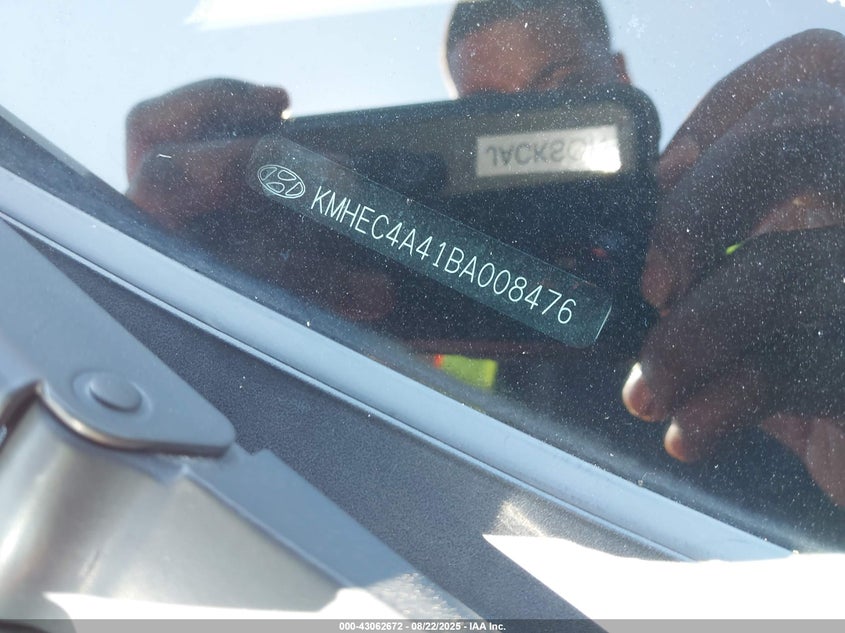 JACKSON
KMHEC4A41BA008476
000-43062672 - 08/22/2025 - IAA Inc.